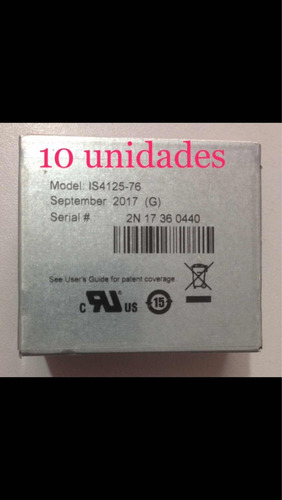 10 unidades
Model: IS4125-76
September 2017 (G)
Serial # 2N 17 36 0440
See User's Guide for patent coverage.
c RU US
15